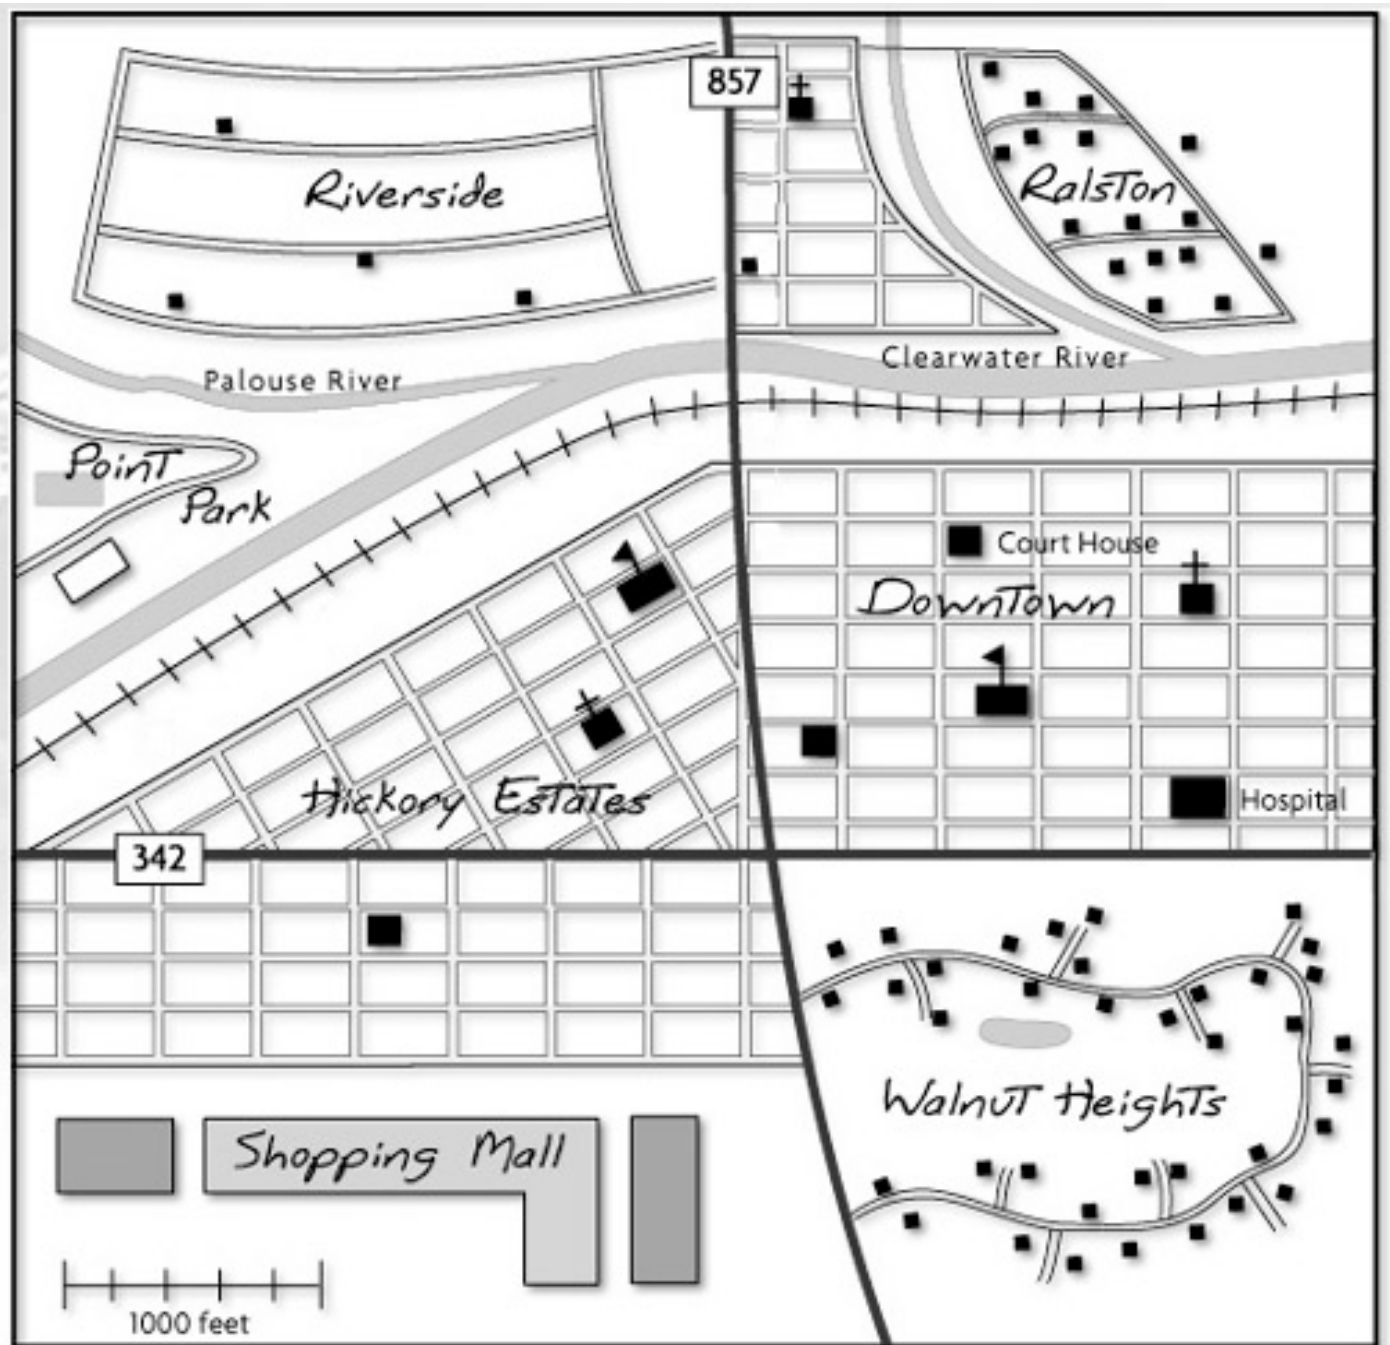 857
Riverside
Ralston
Palouse River
Clearwater River
Point
Park
Court House
Downtown
Hickory Estates
Hospital
342
Walnut Heights
Shopping Mall
1000 feet